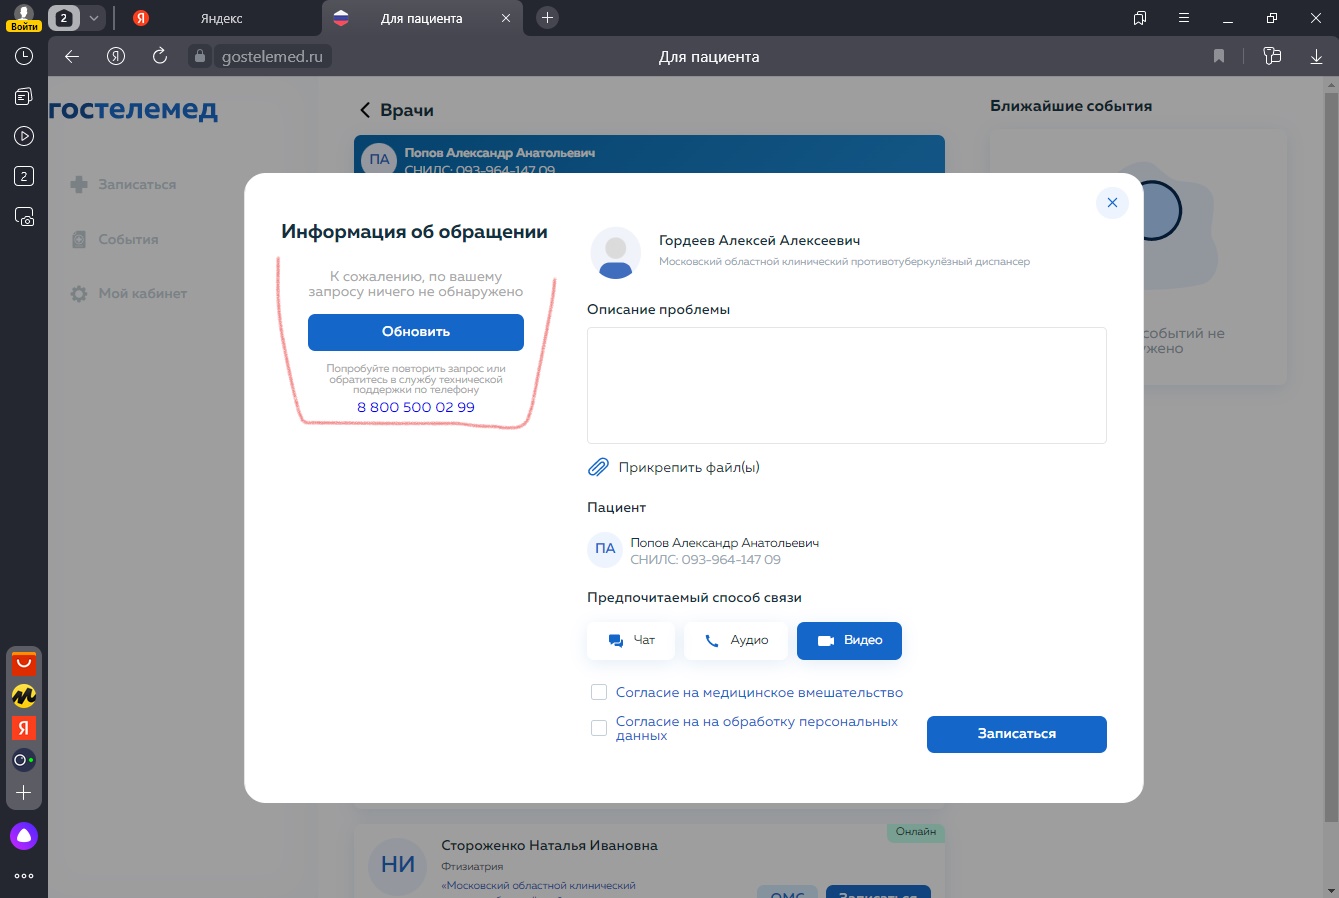 Войти
2
Яндекс
Для пациента
gostelemed.ru
Для пациента
2
гостелемед
Записаться
События
Мой кабинет
Врачи
ПА
Попов Александр Анатольевич
СНИЛС: 093-964-147 09
Ближайшие события
событий не
Информация об обращении
К сожалению, по вашему
запросу ничего не обнаружено
Обновить
Попробуйте повторить запрос или
обратитесь в службу технической
поддержки по телефону
8 800 500 02 99
Гордеев Алексей Алексеевич
Московский областной клинический противотуберкулёзный диспансер
Описание проблемы
Прикрепить файл(ы)
Пациент
ПА
Попов Александр Анатольевич
СНИЛС: 093-964-147 09
Предпочитаемый способ связи
Чат
Аудио
Видео
Согласие на медицинское вмешательство
Согласие на на обработку персональных
данных
Записаться
Онлайн
НИ
Стороженко Наталья Ивановна
Фтизиатрия
«Московский областной клинический
ОМС
Записаться